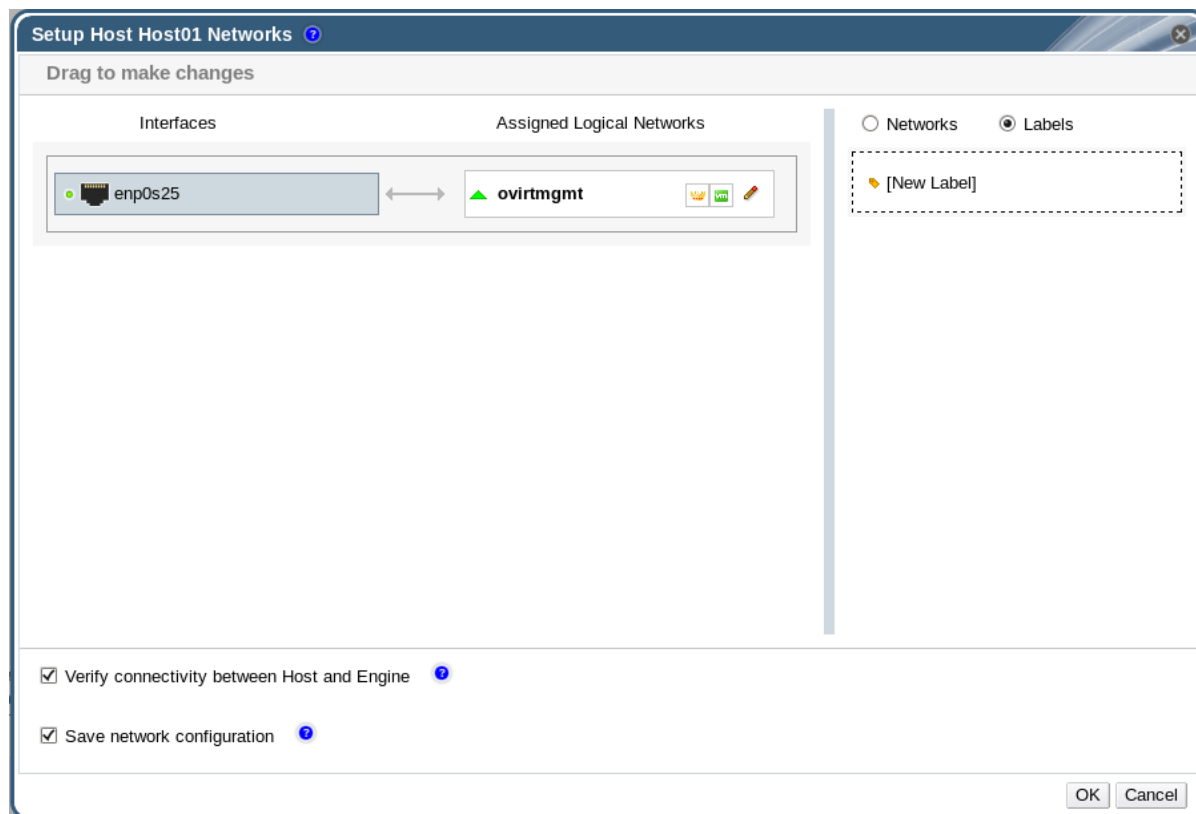 Setup Host Host01 Networks ?
Drag to make changes
Interfaces Assigned Logical Networks
Networks Labels
enp0s25 ovirtmgmt vm
[New Label]
Verify connectivity between Host and Engine ?
Save network configuration ?
OK Cancel